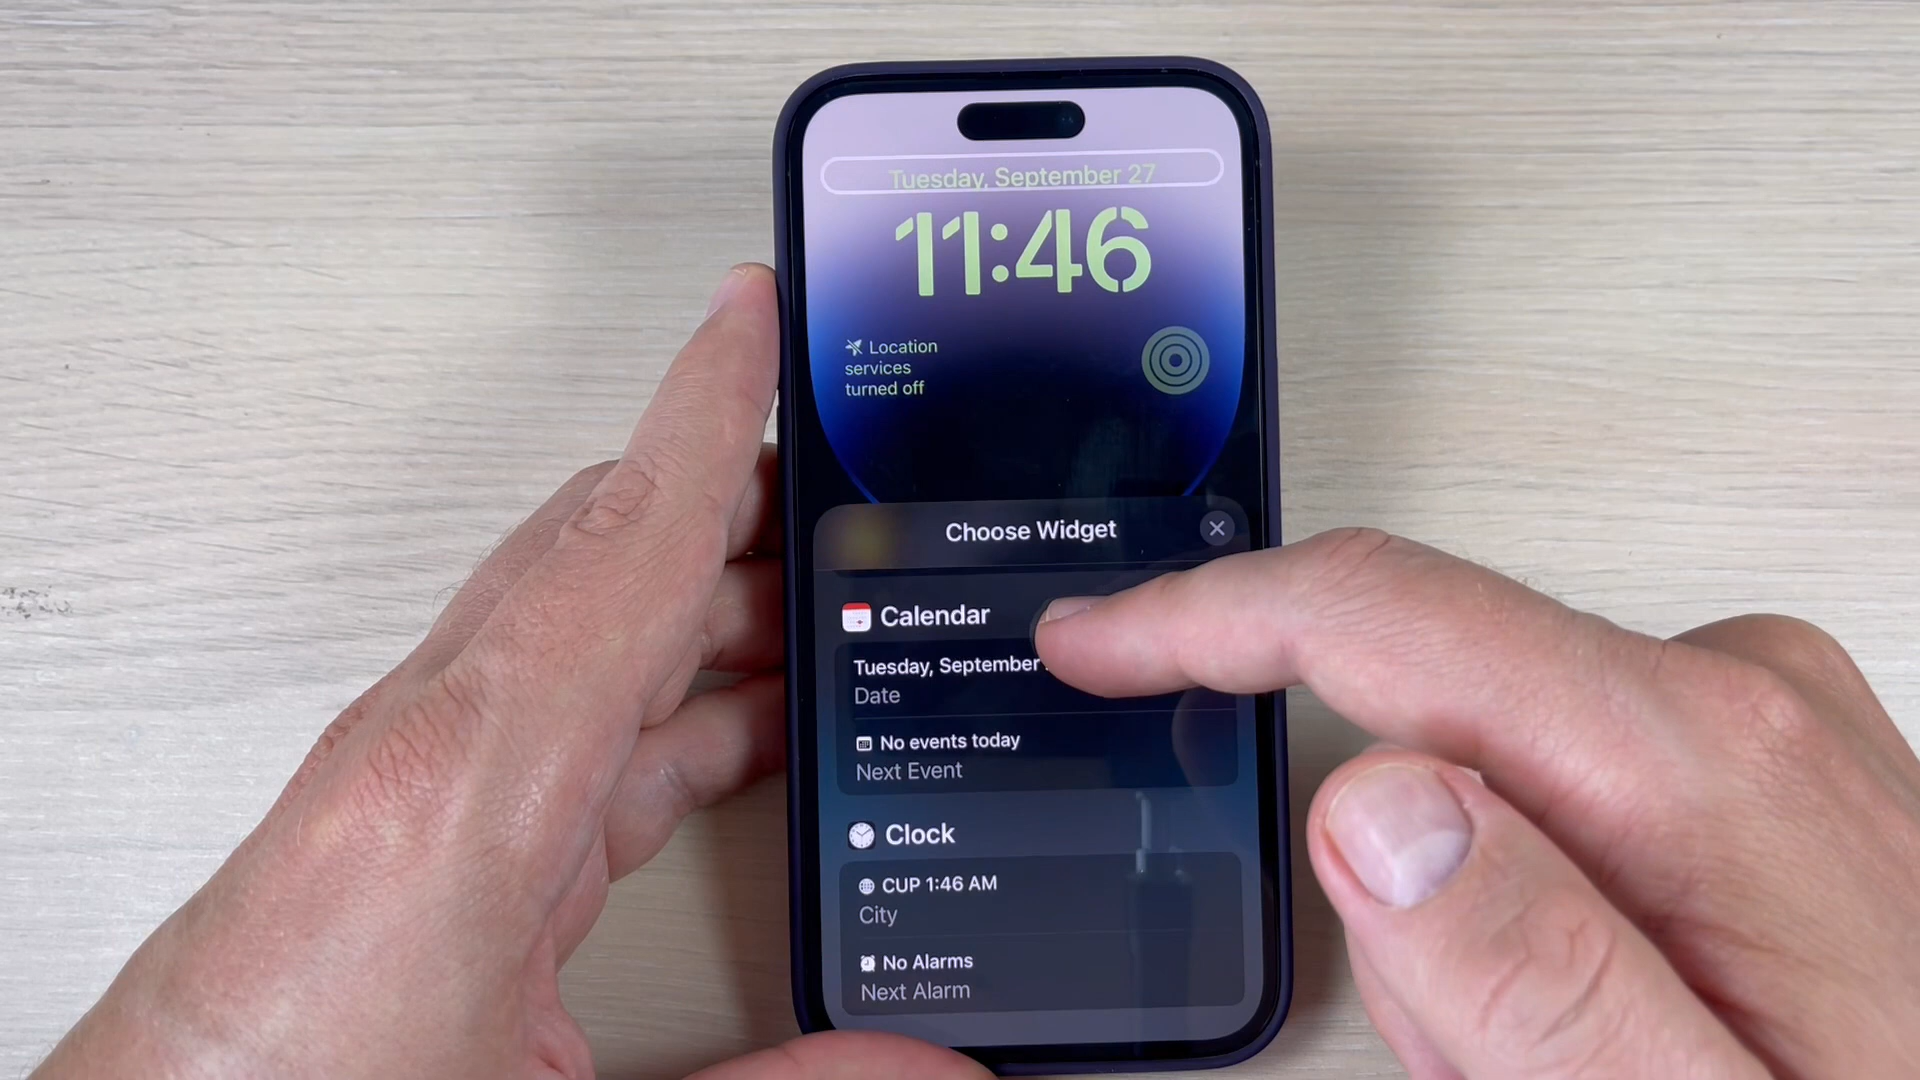 Tuesday, September 27
11:46
Location
services
turned off
Choose Widget
Calendar
Tuesday, September
Date
No events today
Next Event
Clock
CUP 1:46 AM
City
No Alarms
Next Alarm